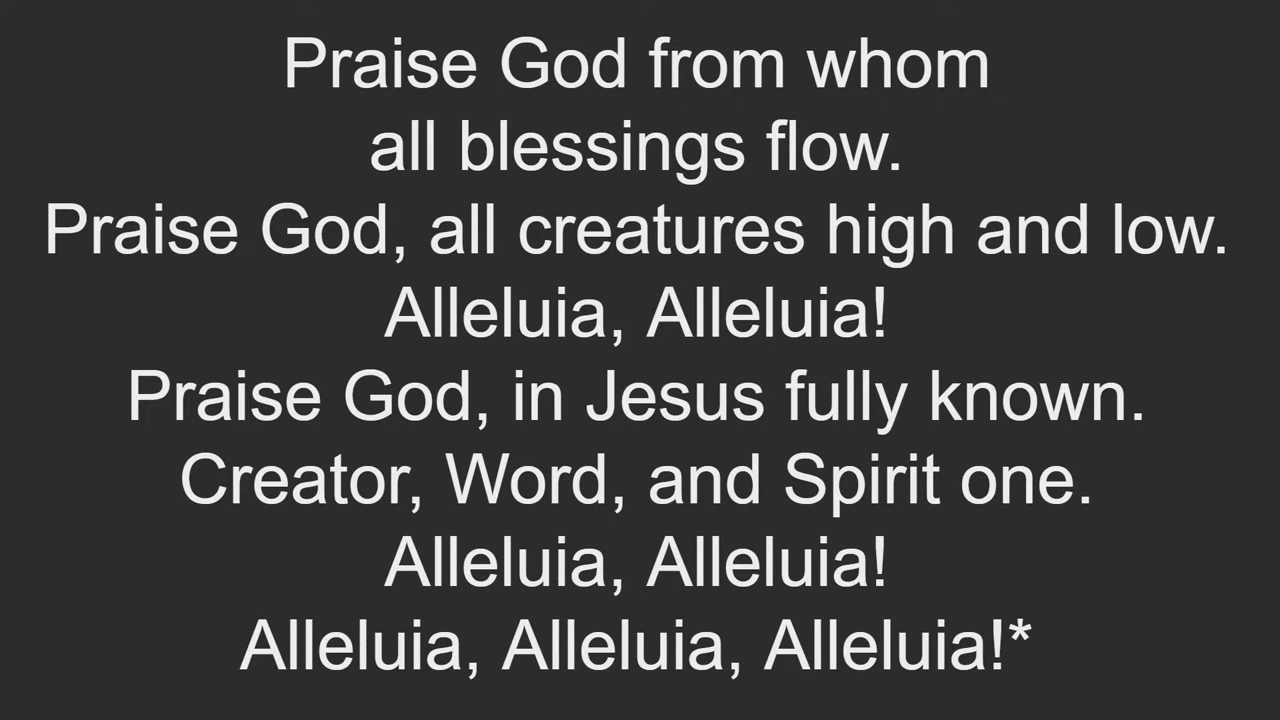 Praise God from whom
all blessings flow.
Praise God, all creatures high and low.
Alleluia, Alleluia!
Praise God, in Jesus fully known.
Creator, Word, and Spirit one.
Alleluia, Alleluia!
Alleluia, Alleluia, Alleluia!*